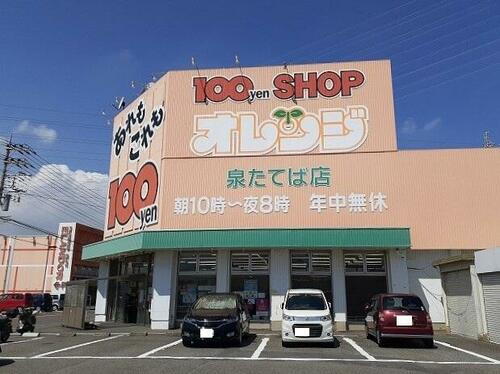 あれも
これも
100yen
100yen SHOP
オレンジ
泉たてば店
朝10時〜夜8時 年中無休